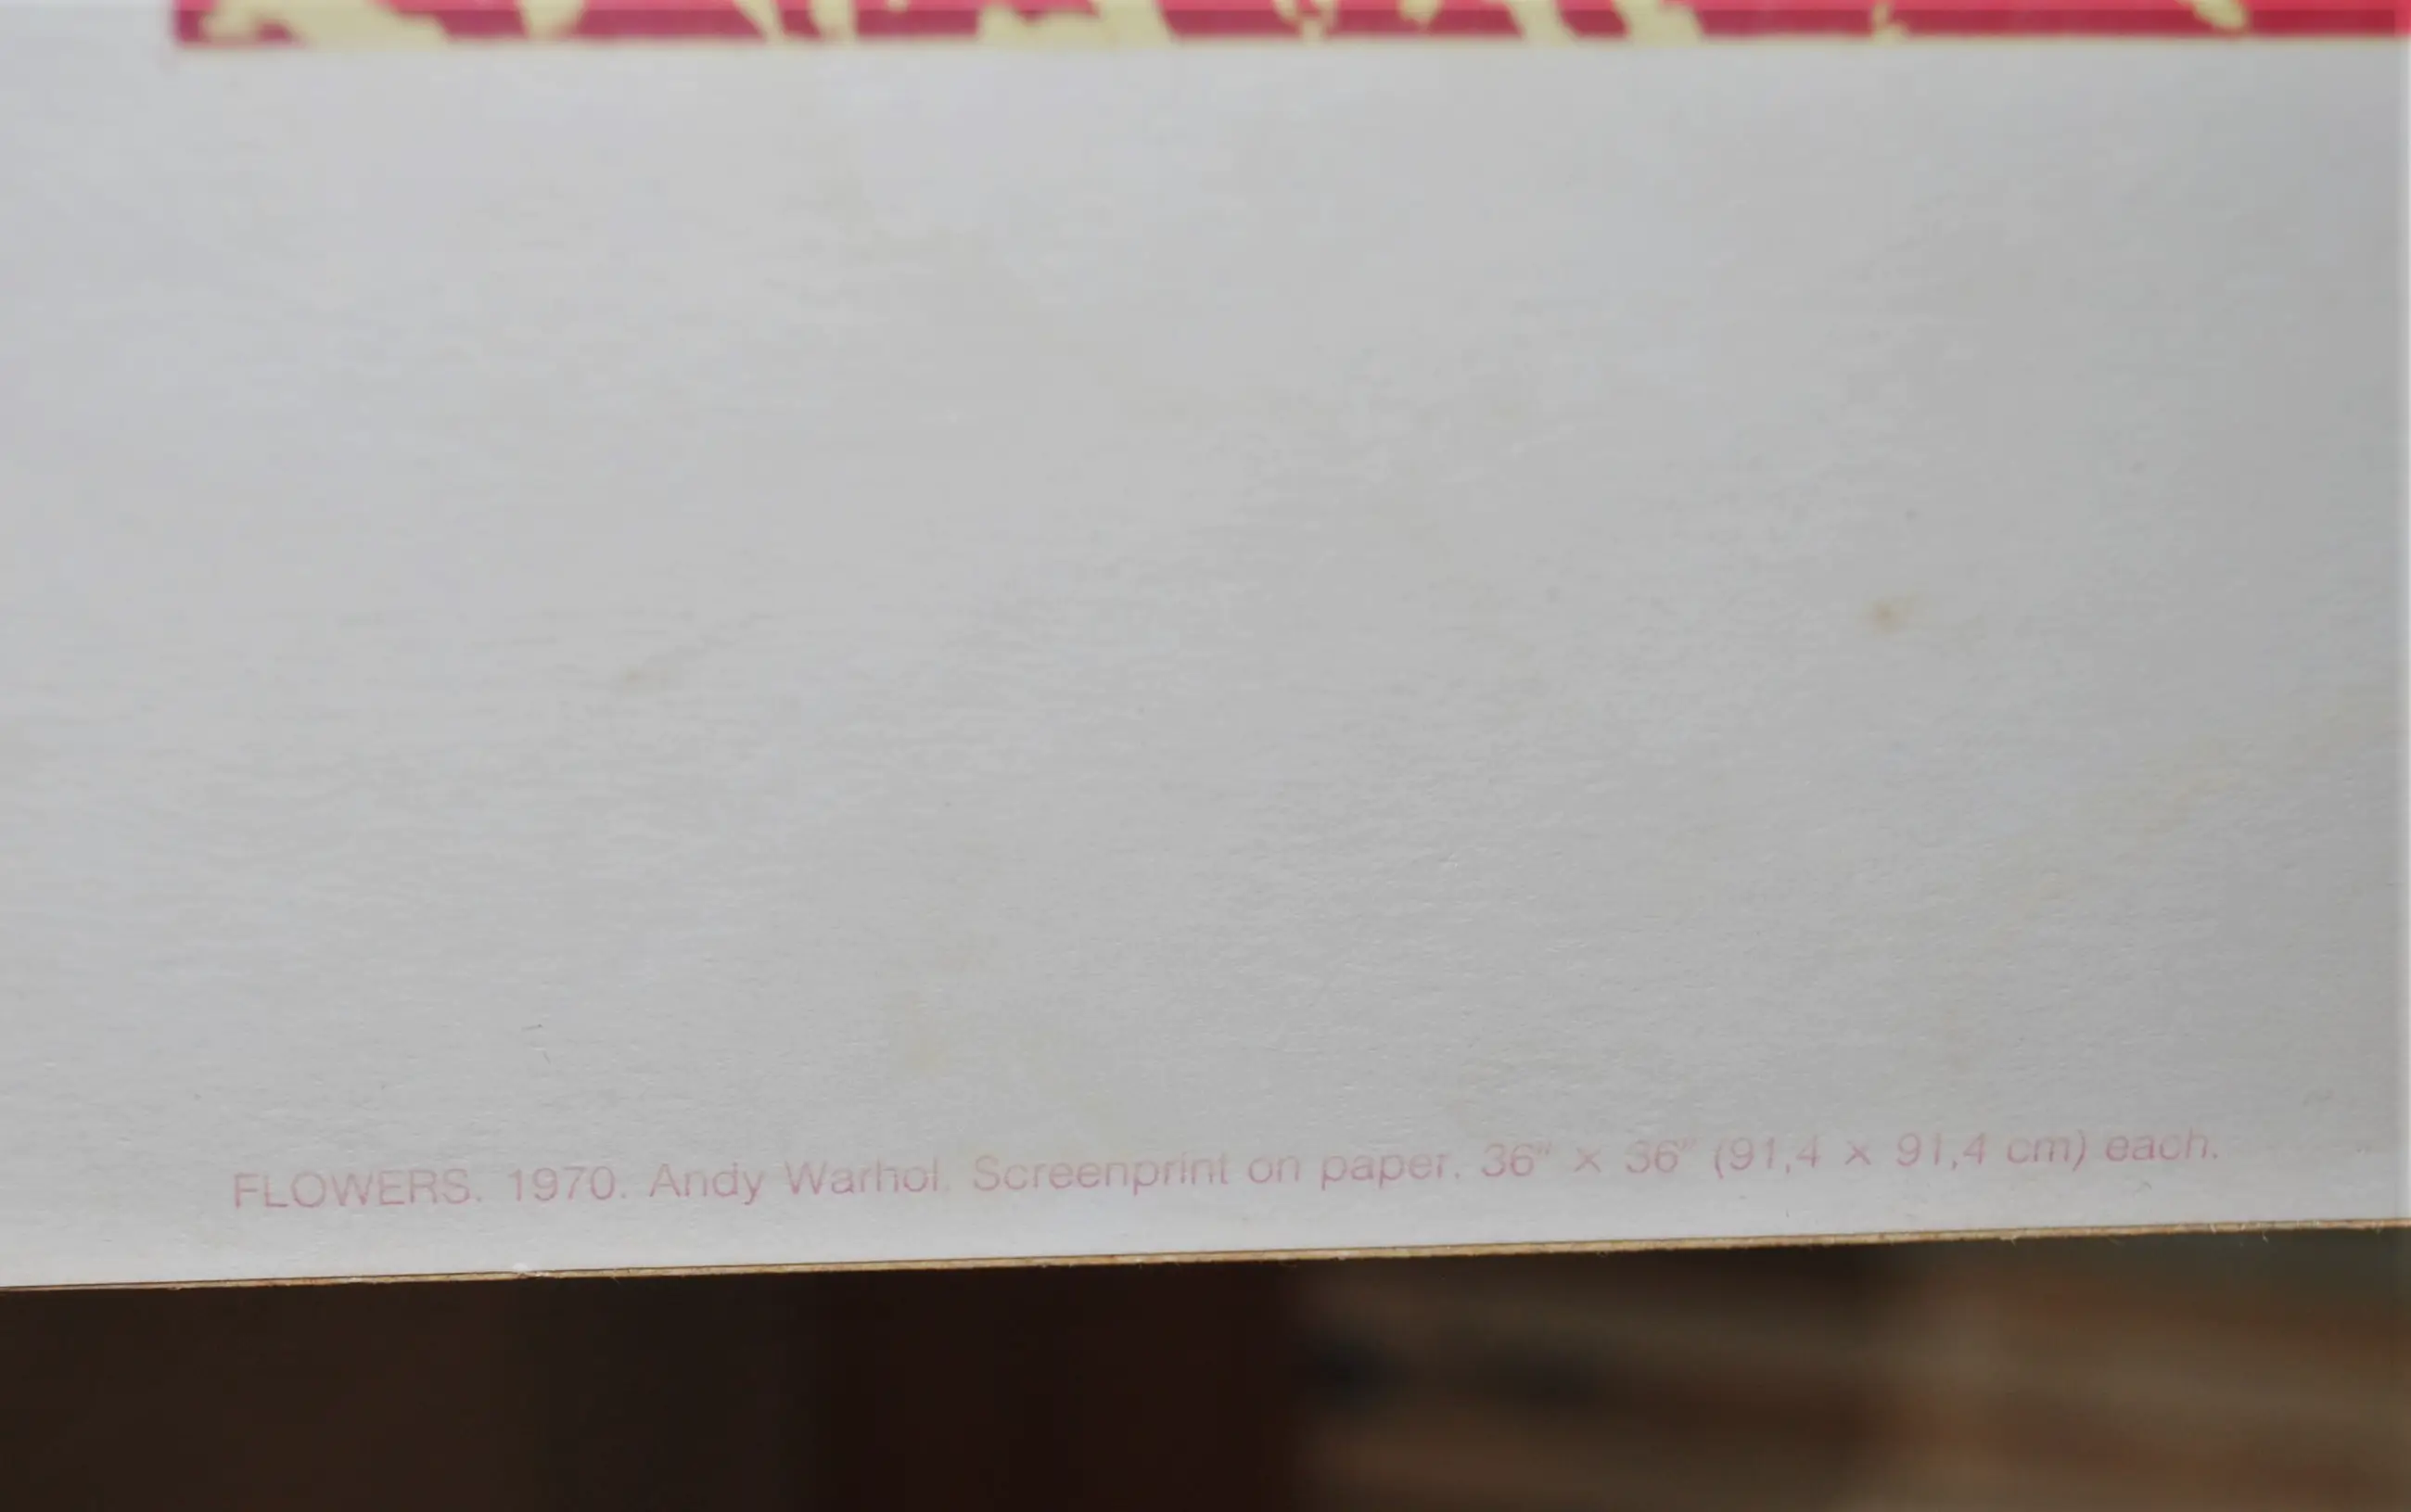 FLOWERS. 1970. Andy Warhol. Screenprint on paper. 36" × 36" (91,4 × 91,4 cm) each.